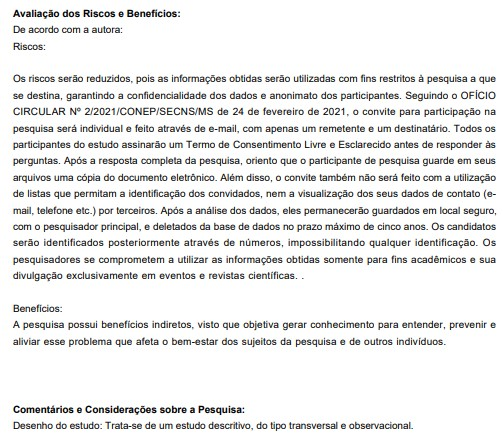 Avaliação dos Riscos e Benefícios:
De acordo com a autora:
Riscos:
Os riscos serão reduzidos, pois as informações obtidas serão utilizadas com fins restritos à pesquisa a que
se destina, garantindo a confidencialidade dos dados e anonimato dos participantes. Seguindo o OFÍCIO
CIRCULAR Nº 2/2021/CONEP/SECNS/MS de 24 de fevereiro de 2021, o convite para participação na
pesquisa será individual e feito através de e-mail, com apenas um remetente e um destinatário. Todos os
participantes do estudo assinarão um Termo de Consentimento Livre e Esclarecido antes de responder às
perguntas. Após a resposta completa da pesquisa, oriento que o participante de pesquisa guarde em seus
arquivos uma cópia do documento eletrônico. Além disso, o convite também não será feito com a utilização
de listas que permitam a identificação dos convidados, nem a visualização dos seus dados de contato (e-
mail, telefone etc.) por terceiros. Após a análise dos dados, eles permanecerão guardados em local seguro,
com o pesquisador principal, e deletados da base de dados no prazo máximo de cinco anos. Os candidatos
serão identificados posteriormente através de números, impossibilitando qualquer identificação. Os
pesquisadores se comprometem a utilizar as informações obtidas somente para fins acadêmicos e sua
divulgação exclusivamente em eventos e revistas científicas. .
Benefícios:
A pesquisa possui benefícios indiretos, visto que objetiva gerar conhecimento para entender, prevenir e
aliviar esse problema que afeta o bem-estar dos sujeitos da pesquisa e de outros indivíduos.
Comentários e Considerações sobre a Pesquisa:
Desenho do estudo: Trata-se de um estudo descritivo, do tipo transversal e observacional.